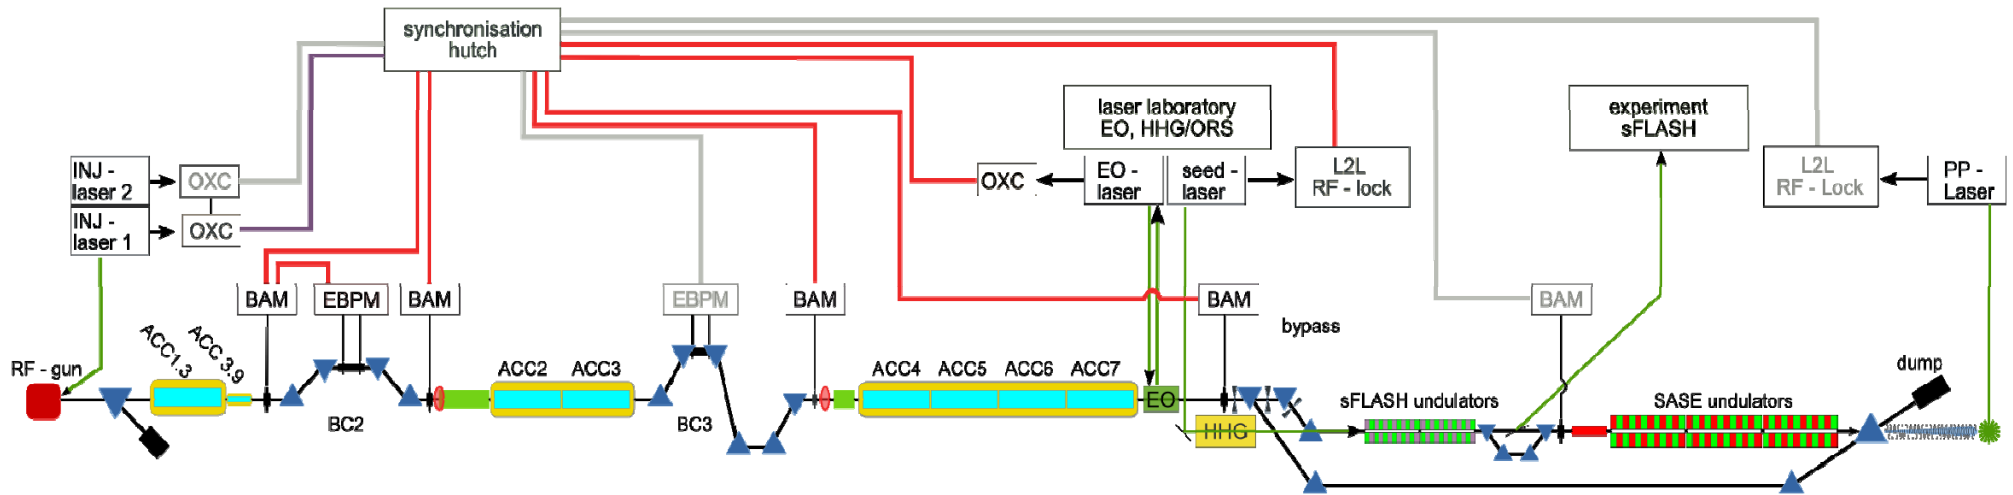 synchronisation
hutch
laser laboratory
EO, HHG/ORS
experiment
sFLASH
INJ -
laser 2
OXC
INJ -
laser 1
OXC
OXC
EO -
laser
seed -
laser
L2L
RF - lock
L2L
RF - Lock
PP -
Laser
BAM
EBPM
BAM
EBPM
BAM
BAM
BAM
bypass
RF - gun
ACC1.3
ACC 3.9
ACC2
ACC3
ACC4
ACC5
ACC6
ACC7
dump
EO
sFLASH undulators
SASE undulators
BC2
BC3
HHG